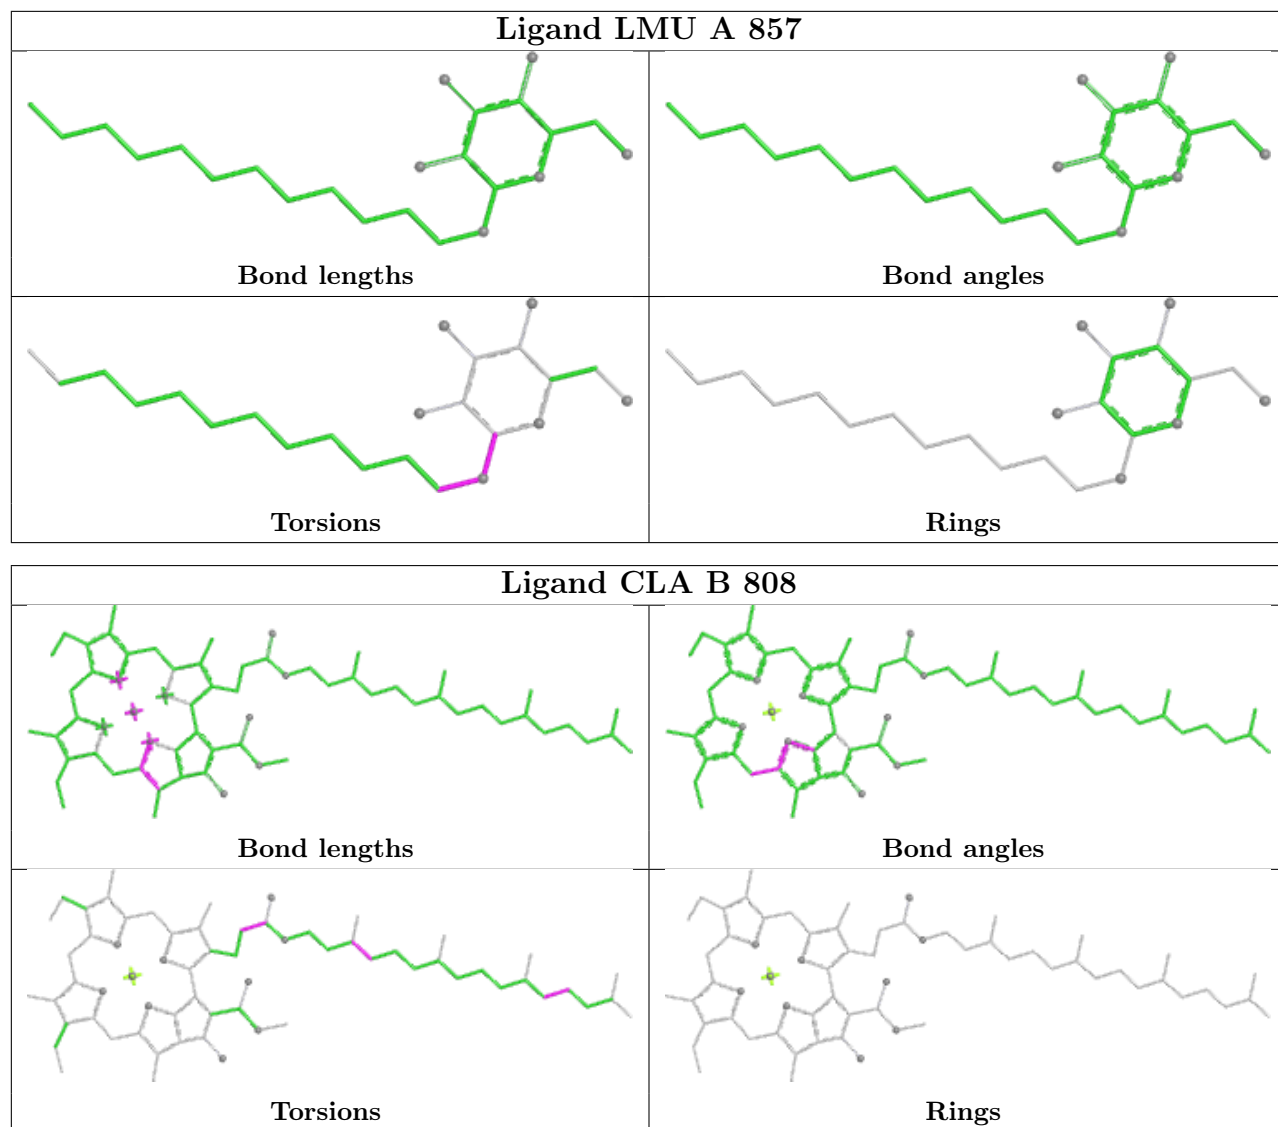 Ligand LMU A 857
Bond lengths
Bond angles
Torsions
Rings
Ligand CLA B 808
Bond lengths
Bond angles
Torsions
Rings